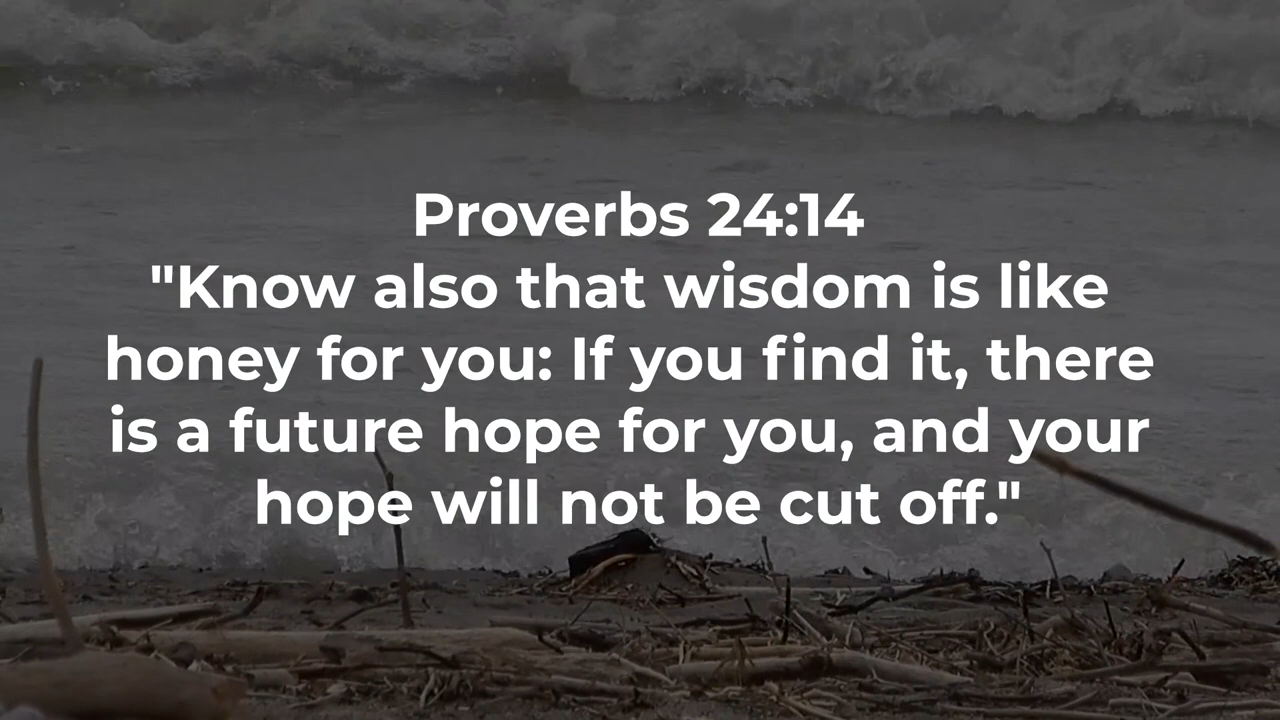 Proverbs 24:14
"Know also that wisdom is like
honey for you: If you find it, there
is a future hope for you, and your
hope will not be cut off."